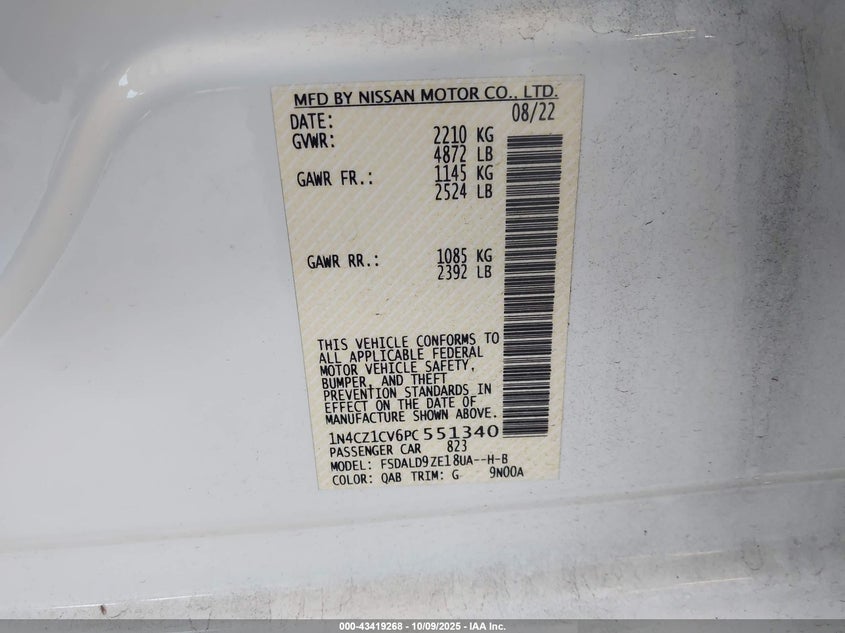 MFD BY NISSAN MOTOR CO., LTD.
DATE: 08/22
GVWR: 2210 KG
4872 LB
GAWR FR.: 1145 KG
2524 LB
GAWR RR.: 1085 KG
2392 LB
THIS VEHICLE CONFORMS TO
ALL APPLICABLE FEDERAL
MOTOR VEHICLE SAFETY,
BUMPER, AND THEFT
PREVENTION STANDARDS IN
EFFECT ON THE DATE OF
MANUFACTURE SHOWN ABOVE.
1N4CZ1CV6PC551340
PASSENGER CAR 823
MODEL: FSDALD9ZE18UA--H-B
COLOR: QAB TRIM: G 9N00A
000-43419268 - 10/09/2025 - IAA Inc.